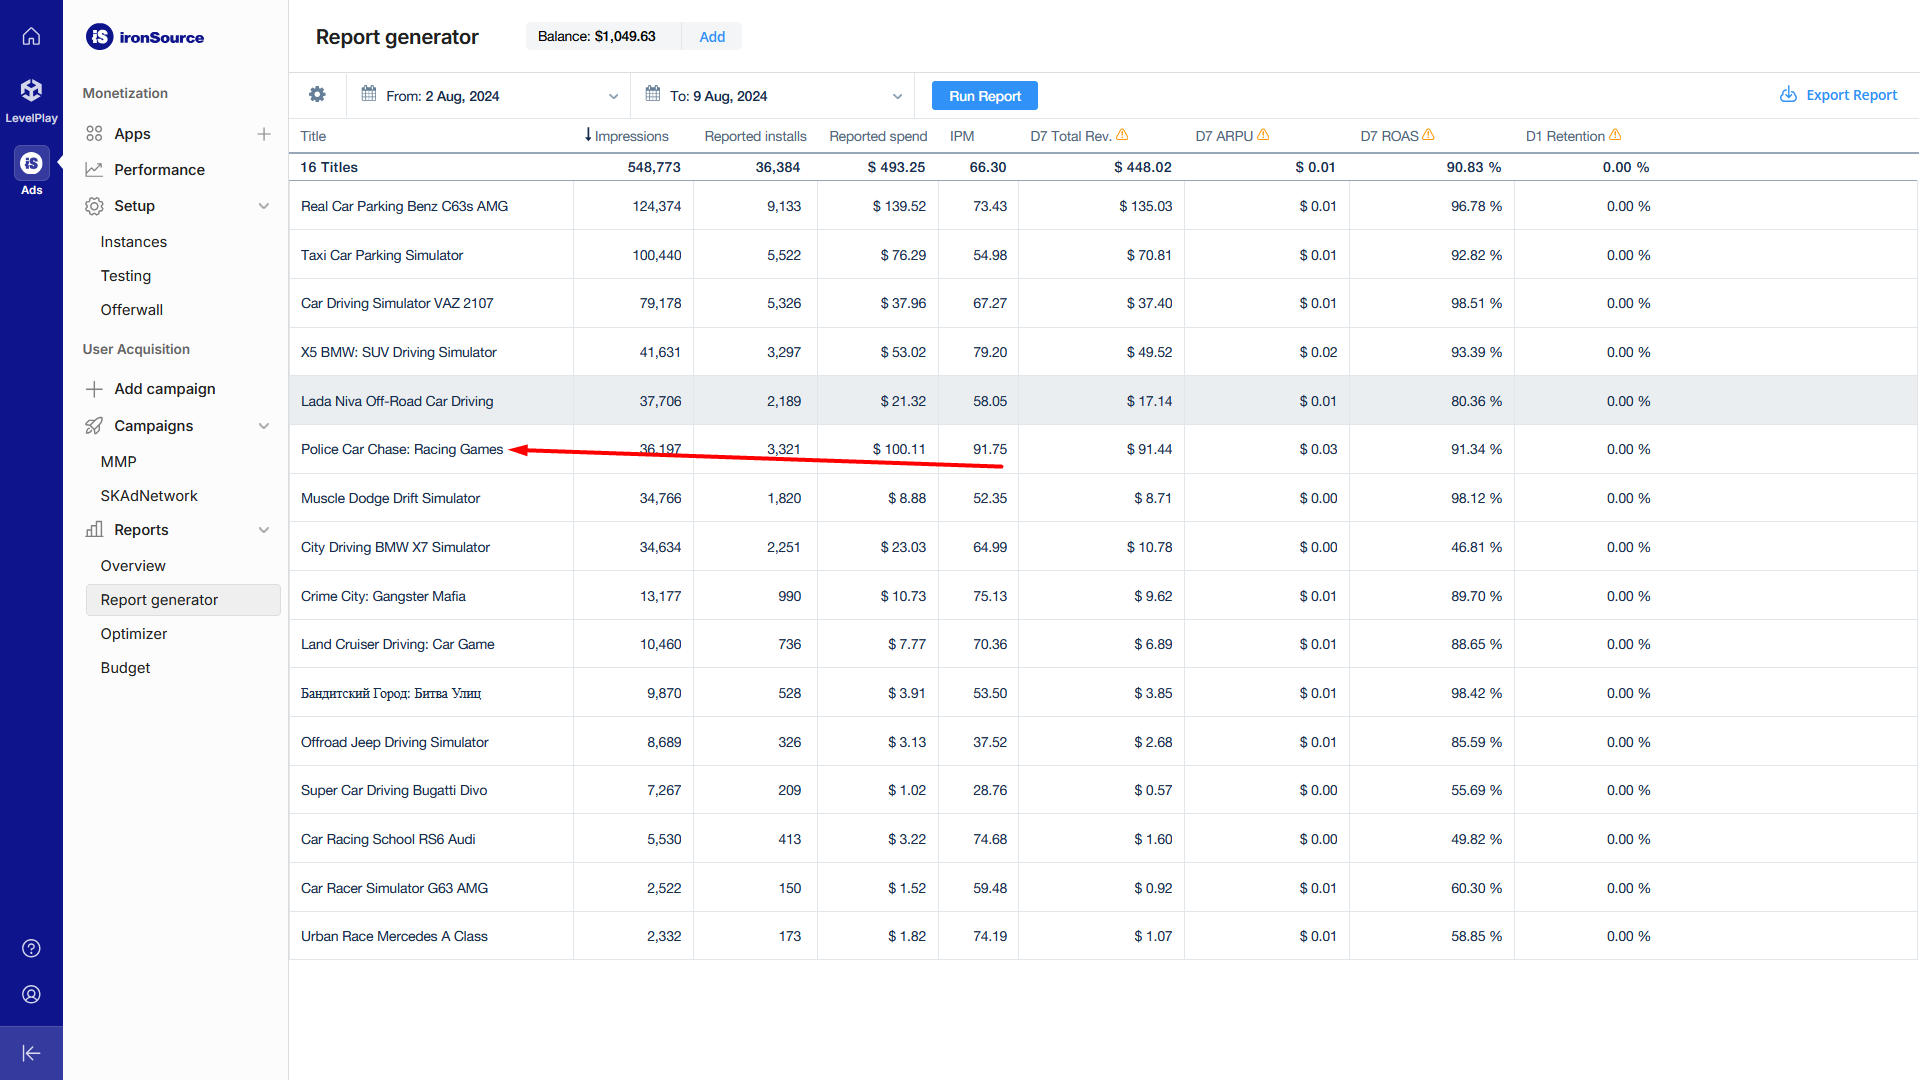 LevelPlay
Ads
ironSource
Monetization
Apps
Performance
Setup
Instances
Testing
Offerwall
User Acquisition
Add campaign
Campaigns
MMP
SKAdNetwork
Reports
Overview
Report generator
Optimizer
Budget
Report generator
Balance: $1,049.63 Add
From: 2 Aug, 2024 To: 9 Aug, 2024 Run Report Export Report
Title Impressions Reported installs Reported spend IPM D7 Total Rev. D7 ARPU D7 ROAS D1 Retention
16 Titles 548,773 36,384 $ 493.25 66.30 $ 448.02 $ 0.01 90.83 % 0.00 %
Real Car Parking Benz C63s AMG 124,374 9,133 $ 139.52 73.43 $ 135.03 $ 0.01 96.78 % 0.00 %
Taxi Car Parking Simulator 100,440 5,522 $ 76.29 54.98 $ 70.81 $ 0.01 92.82 % 0.00 %
Car Driving Simulator VAZ 2107 79,178 5,326 $ 37.96 67.27 $ 37.40 $ 0.01 98.51 % 0.00 %
X5 BMW: SUV Driving Simulator 41,631 3,297 $ 53.02 79.20 $ 49.52 $ 0.02 93.39 % 0.00 %
Lada Niva Off-Road Car Driving 37,706 2,189 $ 21.32 58.05 $ 17.14 $ 0.01 80.36 % 0.00 %
Police Car Chase: Racing Games 36,197 3,321 $ 100.11 91.75 $ 91.44 $ 0.03 91.34 % 0.00 %
Muscle Dodge Drift Simulator 34,766 1,820 $ 8.88 52.35 $ 8.71 $ 0.00 98.12 % 0.00 %
City Driving BMW X7 Simulator 34,634 2,251 $ 23.03 64.99 $ 10.78 $ 0.00 46.81 % 0.00 %
Crime City: Gangster Mafia 13,177 990 $ 10.73 75.13 $ 9.62 $ 0.01 89.70 % 0.00 %
Land Cruiser Driving: Car Game 10,460 736 $ 7.77 70.36 $ 6.89 $ 0.01 88.65 % 0.00 %
Бандитский Город: Битва Улиц 9,870 528 $ 3.91 53.50 $ 3.85 $ 0.01 98.42 % 0.00 %
Offroad Jeep Driving Simulator 8,689 326 $ 3.13 37.52 $ 2.68 $ 0.01 85.59 % 0.00 %
Super Car Driving Bugatti Divo 7,267 209 $ 1.02 28.76 $ 0.57 $ 0.00 55.69 % 0.00 %
Car Racing School RS6 Audi 5,530 413 $ 3.22 74.68 $ 1.60 $ 0.00 49.82 % 0.00 %
Car Racer Simulator G63 AMG 2,522 150 $ 1.52 59.48 $ 0.92 $ 0.01 60.30 % 0.00 %
Urban Race Mercedes A Class 2,332 173 $ 1.82 74.19 $ 1.07 $ 0.01 58.85 % 0.00 %